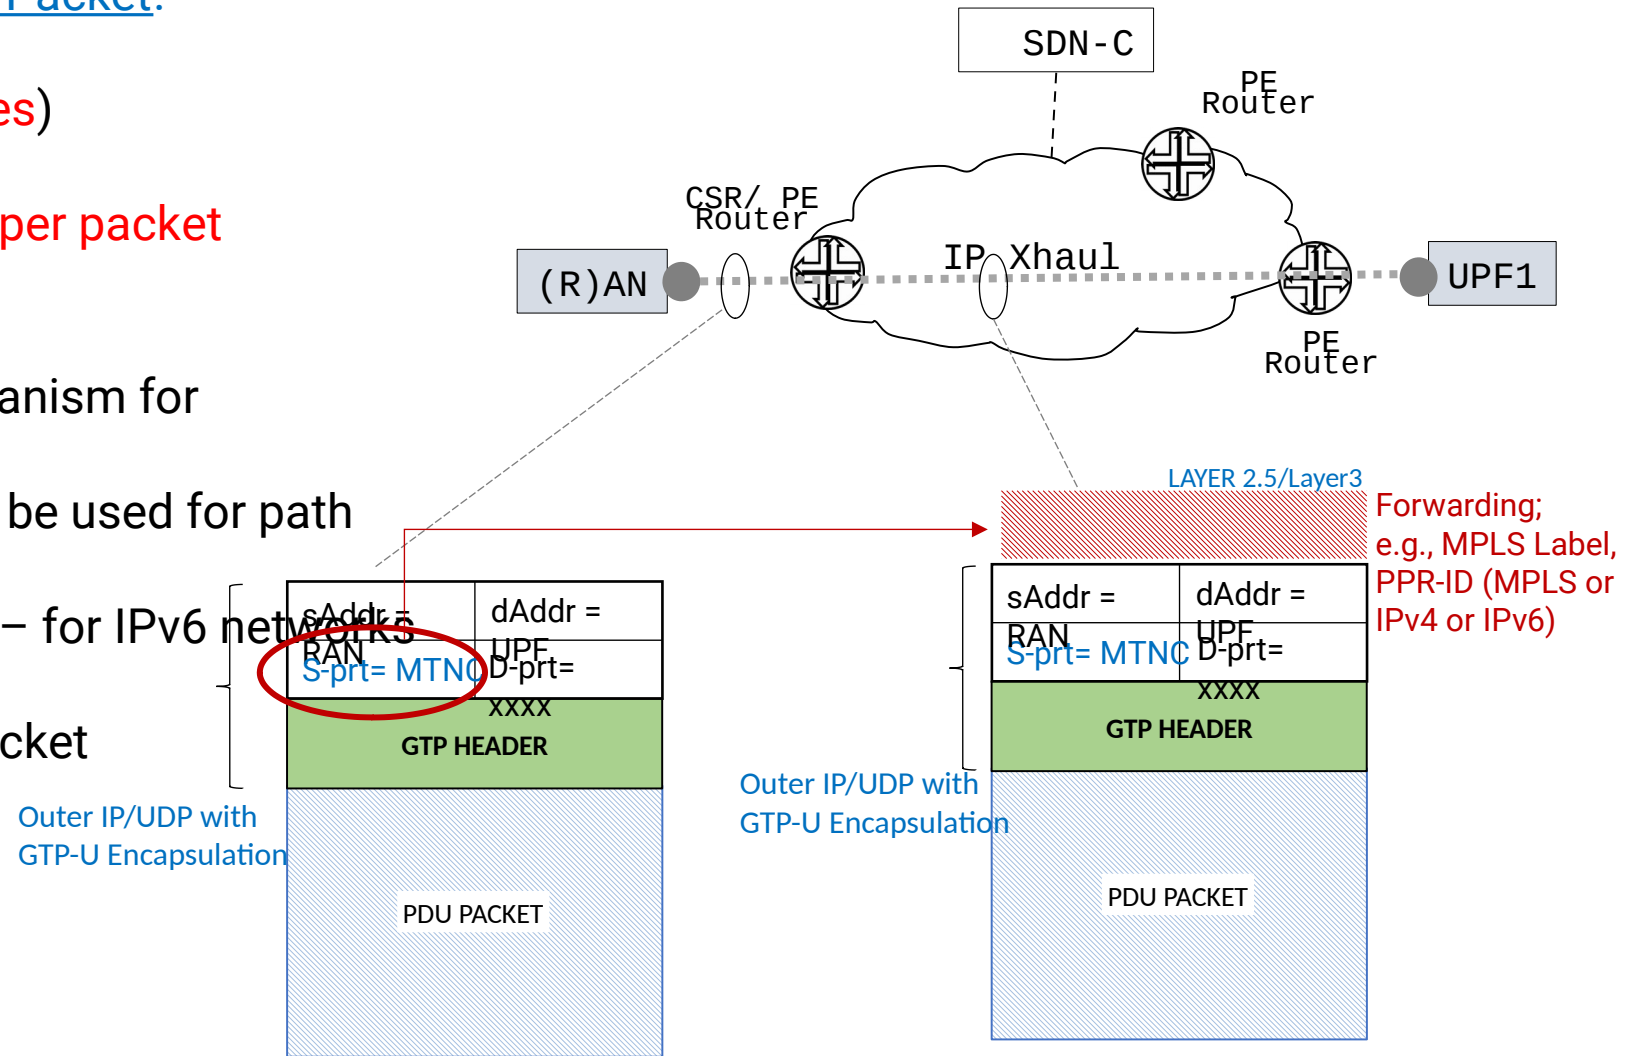 Packet:
es)
per packet
anism for
be used for path
– for IPv6 networks
cket
SDN-C
PE
Router
CSR/ PE
Router
IP Xhaul
(R)AN
UPF1
PE
Router
LAYER 2.5/Layer3
Forwarding;
e.g., MPLS Label,
PPR-ID (MPLS or
IPv4 or IPv6)
sAddr =
RAN
dAddr =
UPF
S-prt= MTNC
D-prt=
xxxx
GTP HEADER
Outer IP/UDP with
GTP-U Encapsulation
PDU PACKET
sAddr =
RAN
dAddr =
UPF
S-prt= MTNC
D-prt=
xxxx
GTP HEADER
Outer IP/UDP with
GTP-U Encapsulation
PDU PACKET